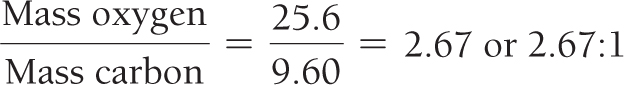 Mass oxygen / Mass carbon = 25.6 / 9.60 = 2.67 or 2.67:1